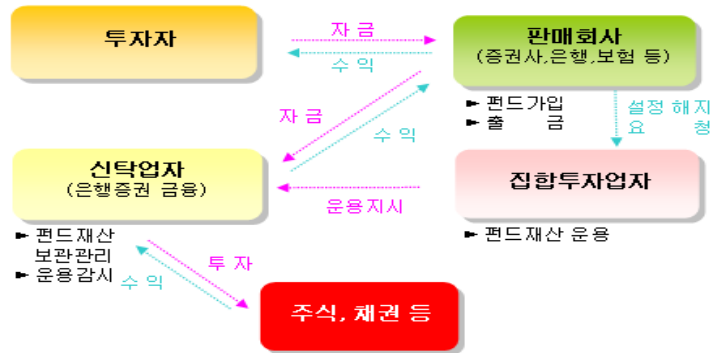 투자자
자 금
수 익
판매회사
(증권사,은행,보험 등)
► 펀드가입
► 출 금
설정 해지
요 청
자 금
수 익
신탁업자
(은행증권 금융)
운용지시
집합투자업자
► 펀드재산
보관관리
► 운용감시
► 펀드재산 운용
투 자
수 익
주식, 채권 등